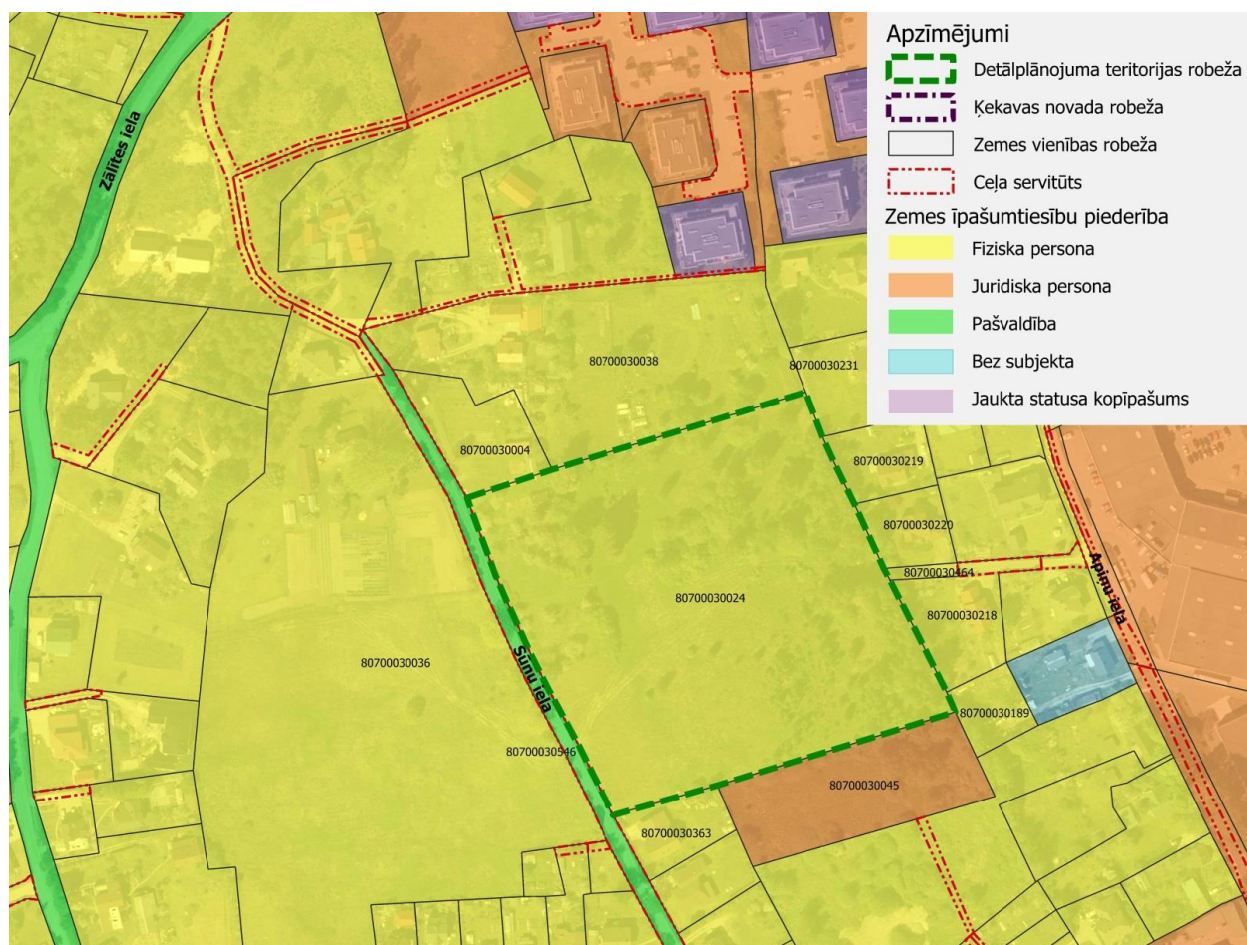 Apzīmējumi
Detālplānojuma teritorijas robeža
Ķekavas novada robeža
Zemes vienības robeža
Ceļa servitūts
Zemes īpašumtiesību piederība
Fiziska persona
Juridiska persona
Pašvaldība
Bez subjekta
Jaukta statusa kopīpašums
Zālītes iela
80700030038
80700030231
80700030004
80700030219
80700030220
80700030464
Apiņu iela
80700030024
80700030218
80700030036
Sūnu iela
80700030189
80700030546
80700030045
80700030363